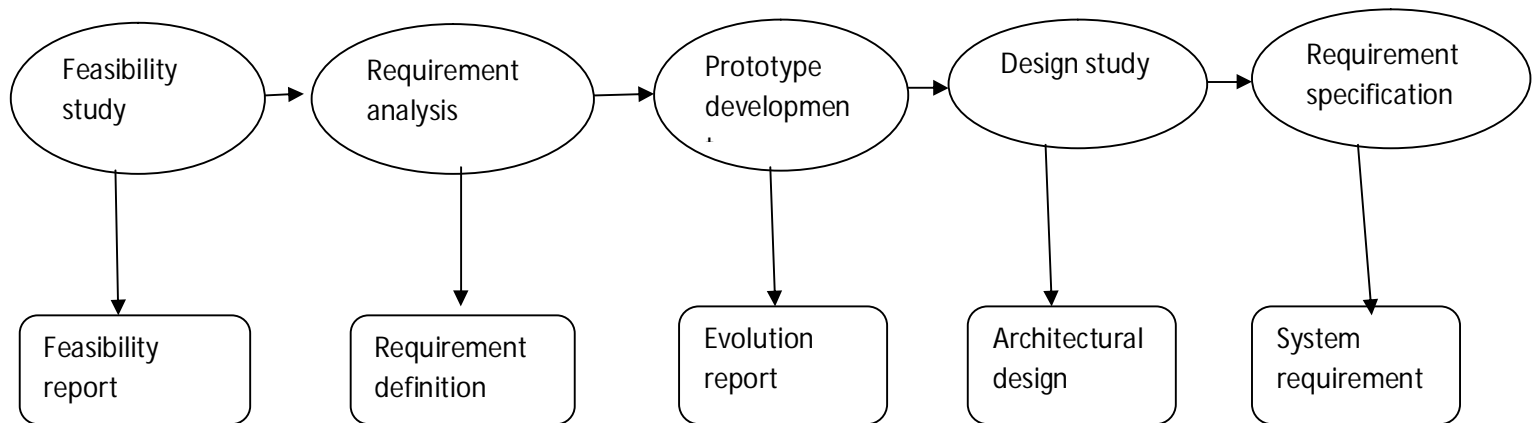 Feasibility
study
Requirement
analysis
Prototype
developmen
Design study
Requirement
specification
Feasibility
report
Requirement
definition
Evolution
report
Architectural
design
System
requirement